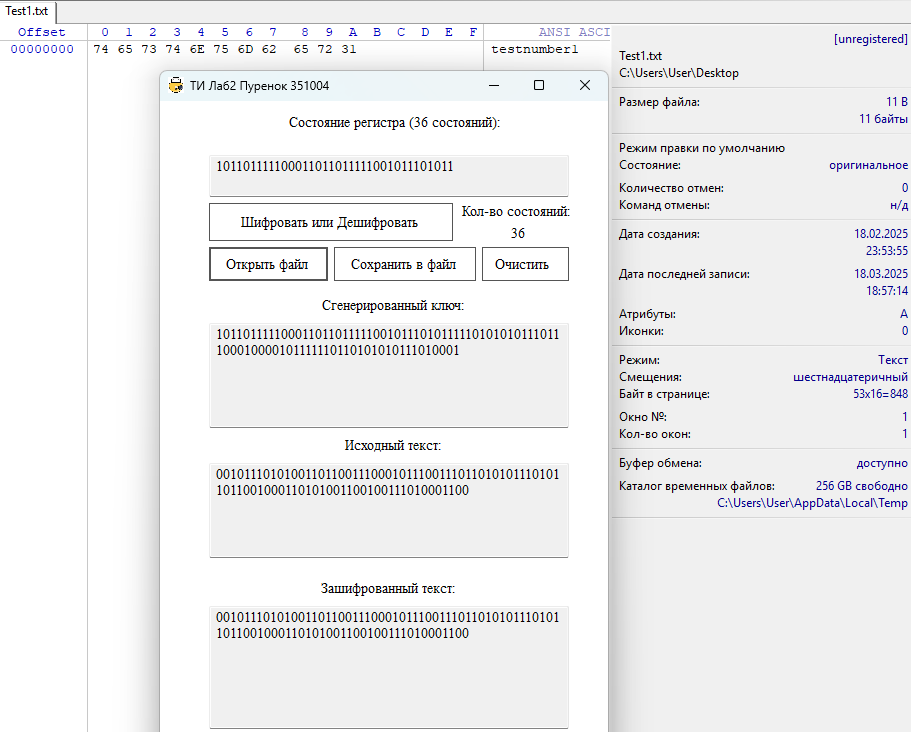 Test1.txt
Offset 0 1 2 3 4 5 6 7 8 9 A B C D E F ANSI ASCI
00000000 74 65 73 74 6E 75 6D 62 65 72 31 testnumber1
ТИ Лаб2 Пуренок 351004
Состояние регистра (36 состояний):
101101111100011011011111001011101011
Шифровать или Дешифровать
Кол-во состояний:
36
Открыть файл Сохранить в файл Очистить
Сгенерированный ключ:
1011011111000110110111110010111010111110101010111011
100010000101111110110101010111010001
Исходный текст:
001011101010011011001110001011100111011010101110101
1011001000110101001100100111010001100
Зашифрованный текст:
001011101010011011001110001011100111011010101110101
1011001000110101001100100111010001100
[unregistered]
Test1.txt
C:\Users\User\Desktop
Размер файла: 11 B
11 байты
Режим правки по умолчанию
Состояние: оригинальное
Количество отмен: 0
Команд отмены: н/д
Дата создания: 18.02.2025
23:53:55
Дата последней записи: 18.03.2025
18:57:14
Атрибуты: A
Иконки: 0
Режим: Текст
Смещения: шестнадцатеричный
Байт в странице: 53x16=848
Окно №: 1
Кол-во окон: 1
Буфер обмена: доступно
Каталог временных файлов: 256 GB свободно
C:\Users\User\AppData\Local\Temp